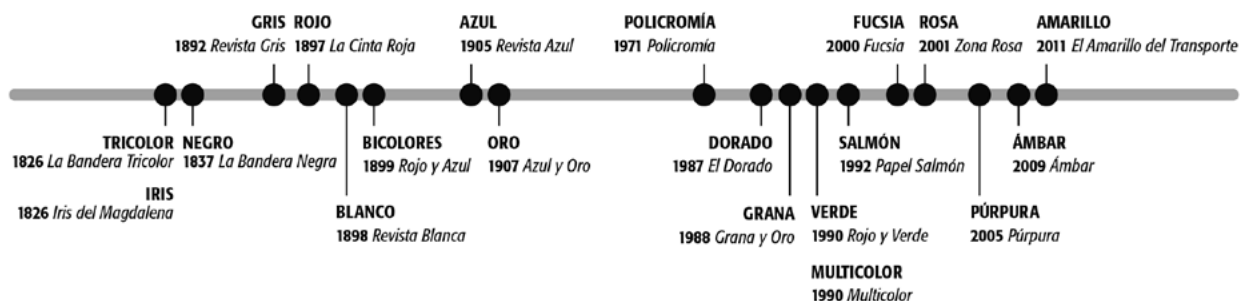 GRIS ROJO AZUL POLICROMÍA FUCSIA ROSA AMARILLO
1892 Revista Gris 1897 La Cinta Roja 1905 Revista Azul 1971 Policromía 2000 Fucsia 2001 Zona Rosa 2011 El Amarillo del Transporte
TRICOLOR NEGRO BICOLORES ORO DORADO SALMÓN ÁMBAR
1826 La Bandera Tricolor 1837 La Bandera Negra 1899 Rojo y Azul 1907 Azul y Oro 1987 El Dorado 1992 Papel Salmón 2009 Ámbar
IRIS BLANCO GRANA VERDE PÚRPURA
1826 Iris del Magdalena 1898 Revista Blanca 1988 Grana y Oro 1990 Rojo y Verde 2005 Púrpura
MULTICOLOR
1990 Multicolor